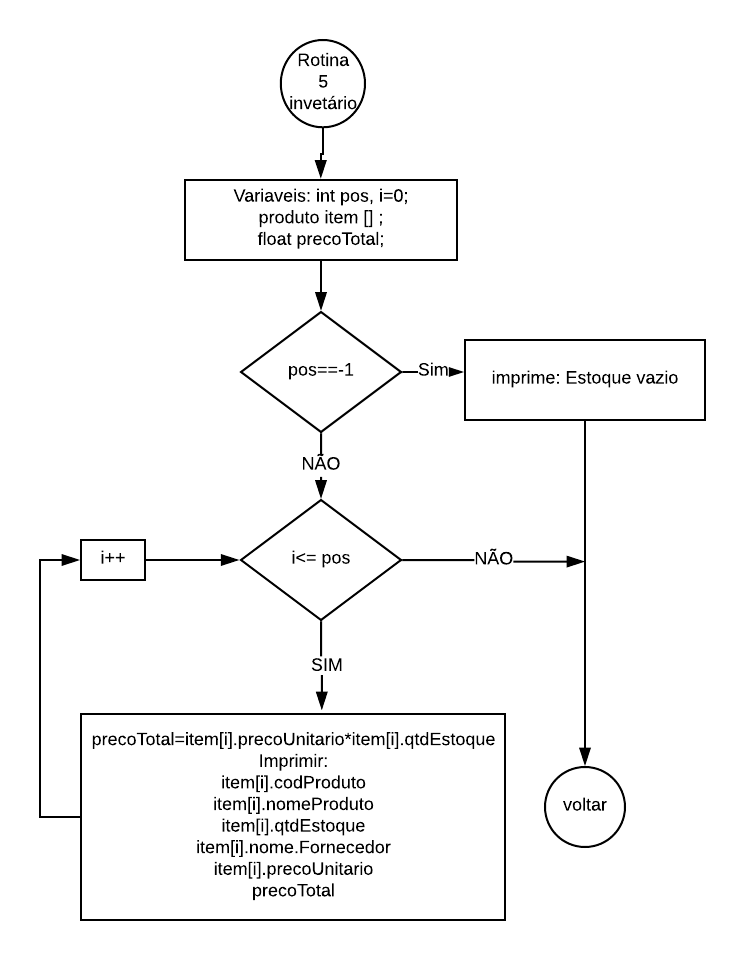 Rotina
5
invetário
Variaveis: int pos, i=0;
produto item [] ;
float precoTotal;
pos==-1
Sim
imprime: Estoque vazio
NÃO
i++
i<= pos
NÃO
SIM
precoTotal=item[i].precoUnitario*item[i].qtdEstoque
Imprimir:
item[i].codProduto
item[i].nomeProduto
item[i].qtdEstoque
item[i].nome.Fornecedor
item[i].precoUnitario
precoTotal
voltar